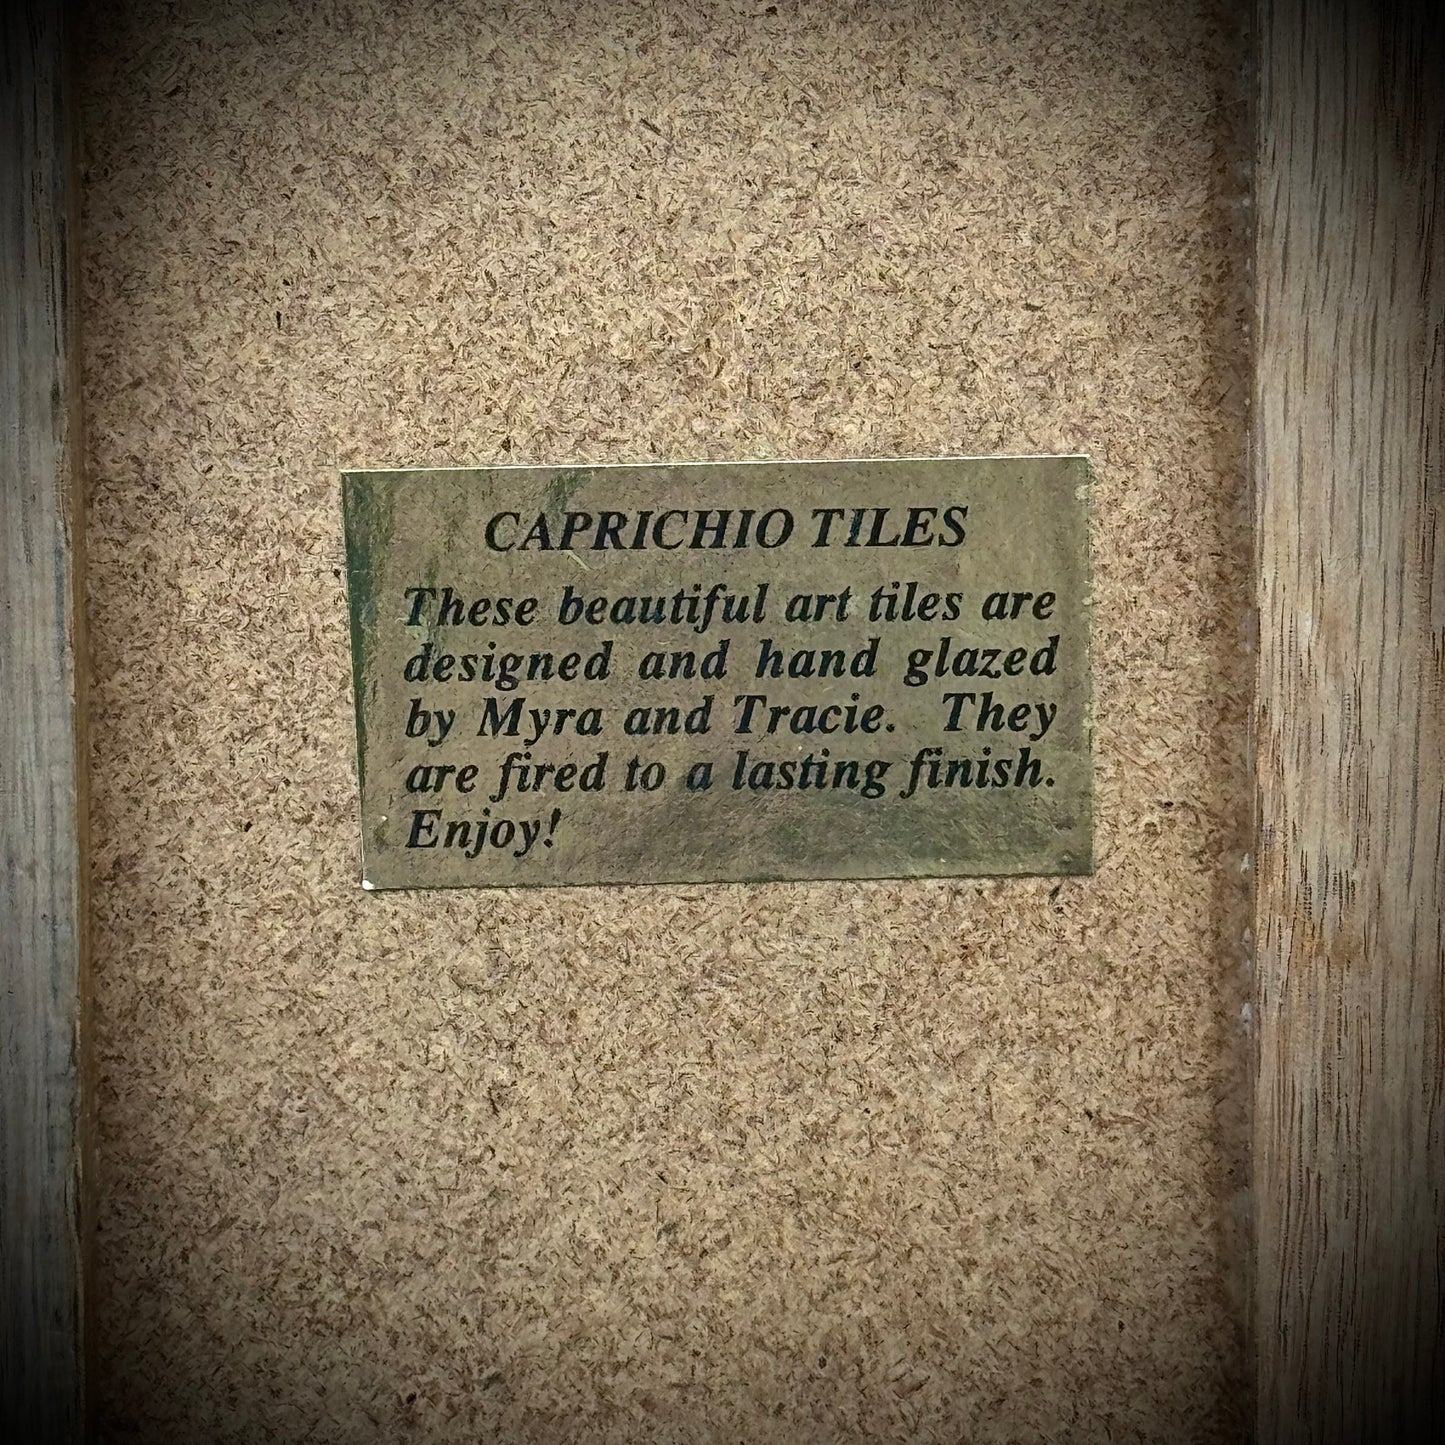 CAPRICHIO TILES
These beautiful art tiles are
designed and hand glazed
by Myra and Tracie. They
are fired to a lasting finish.
Enjoy!